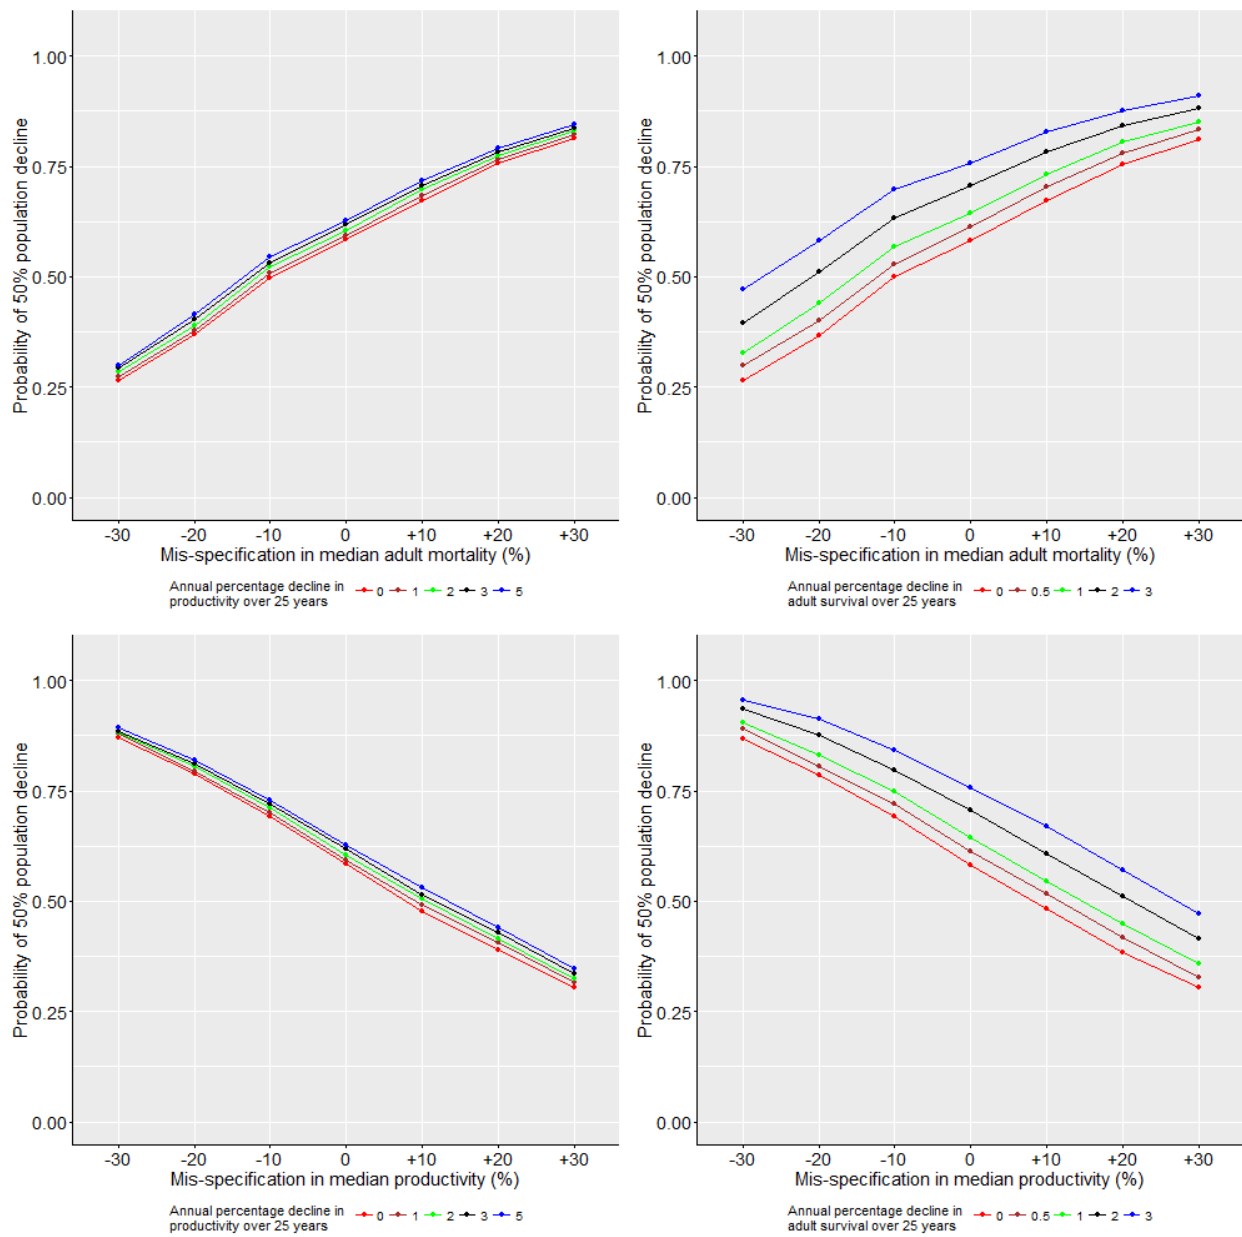 Probability of 50% population decline
1.00
0.75
0.50
0.25
0.00
-30 -20 -10 0 +10 +20 +30
Mis-specification in median adult mortality (%)
Annual percentage decline in
productivity over 25 years
0 1 2 3 5
Probability of 50% population decline
1.00
0.75
0.50
0.25
0.00
-30 -20 -10 0 +10 +20 +30
Mis-specification in median adult mortality (%)
Annual percentage decline in
adult survival over 25 years
0 0.5 1 2 3
Probability of 50% population decline
1.00
0.75
0.50
0.25
0.00
-30 -20 -10 0 +10 +20 +30
Mis-specification in median productivity (%)
Annual percentage decline in
productivity over 25 years
0 1 2 3 5
Probability of 50% population decline
1.00
0.75
0.50
0.25
0.00
-30 -20 -10 0 +10 +20 +30
Mis-specification in median productivity (%)
Annual percentage decline in
adult survival over 25 years
0 0.5 1 2 3